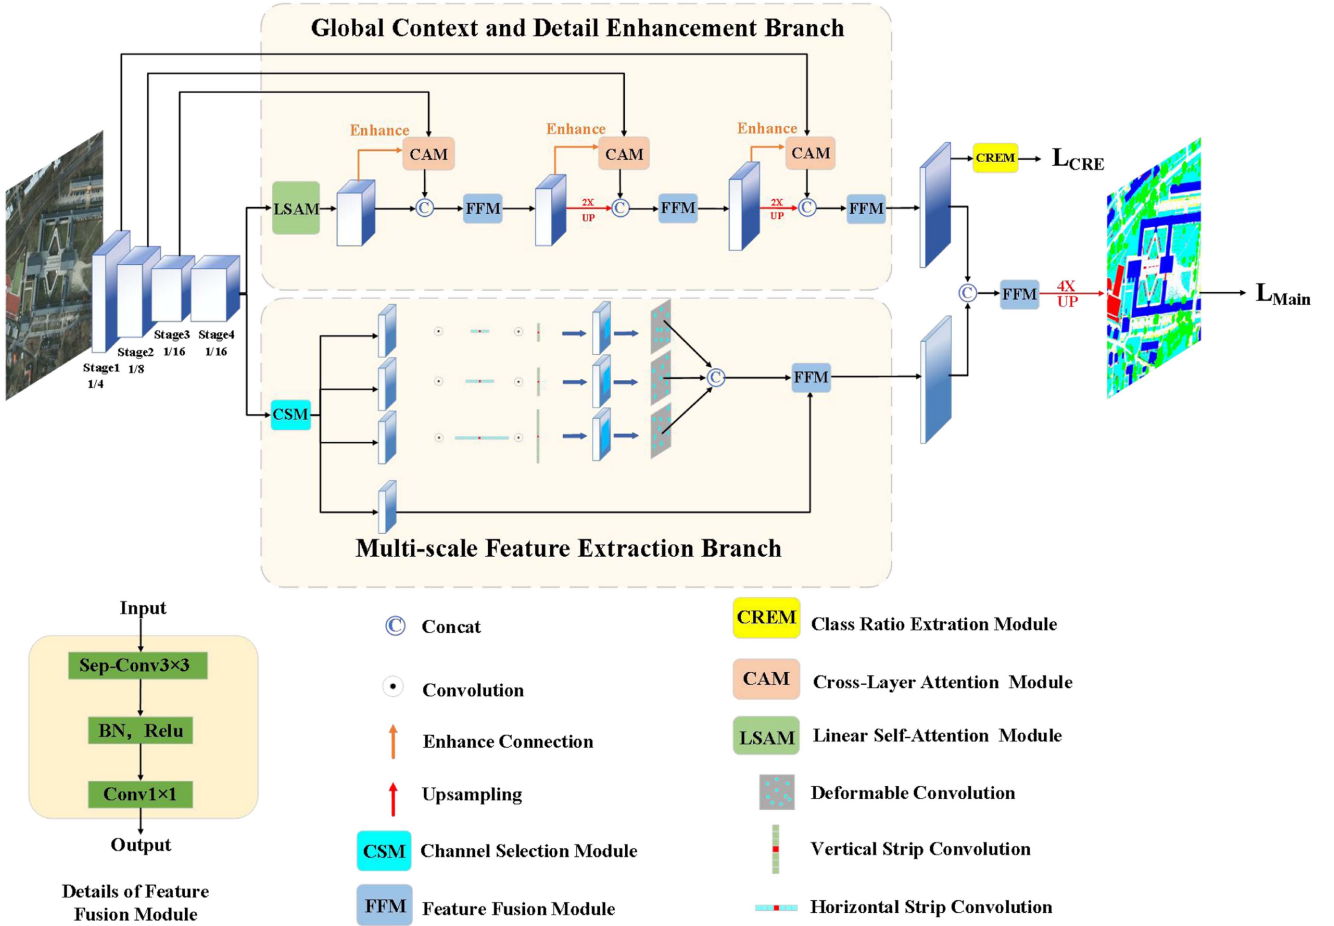 Global Context and Detail Enhancement Branch
Enhance
Enhance
Enhance
CAM
CAM
CAM
LSAM
C
FFM
2X
UP
C
FFM
2X
UP
C
FFM
CREM
L_CRE
Stage1
1/4
Stage2
1/8
Stage3
1/16
Stage4
1/16
C
FFM
4X
UP
L_Main
CSM
C
FFM
Multi-scale Feature Extraction Branch
Input
Sep-Conv3×3
BN, Relu
Conv1×1
Output
Details of Feature
Fusion Module
C
Concat
Convolution
Enhance Connection
Upsampling
CSM
Channel Selection Module
FFM
Feature Fusion Module
CREM
Class Ratio Extration Module
CAM
Cross-Layer Attention Module
LSAM
Linear Self-Attention Module
Deformable Convolution
Vertical Strip Convolution
Horizontal Strip Convolution